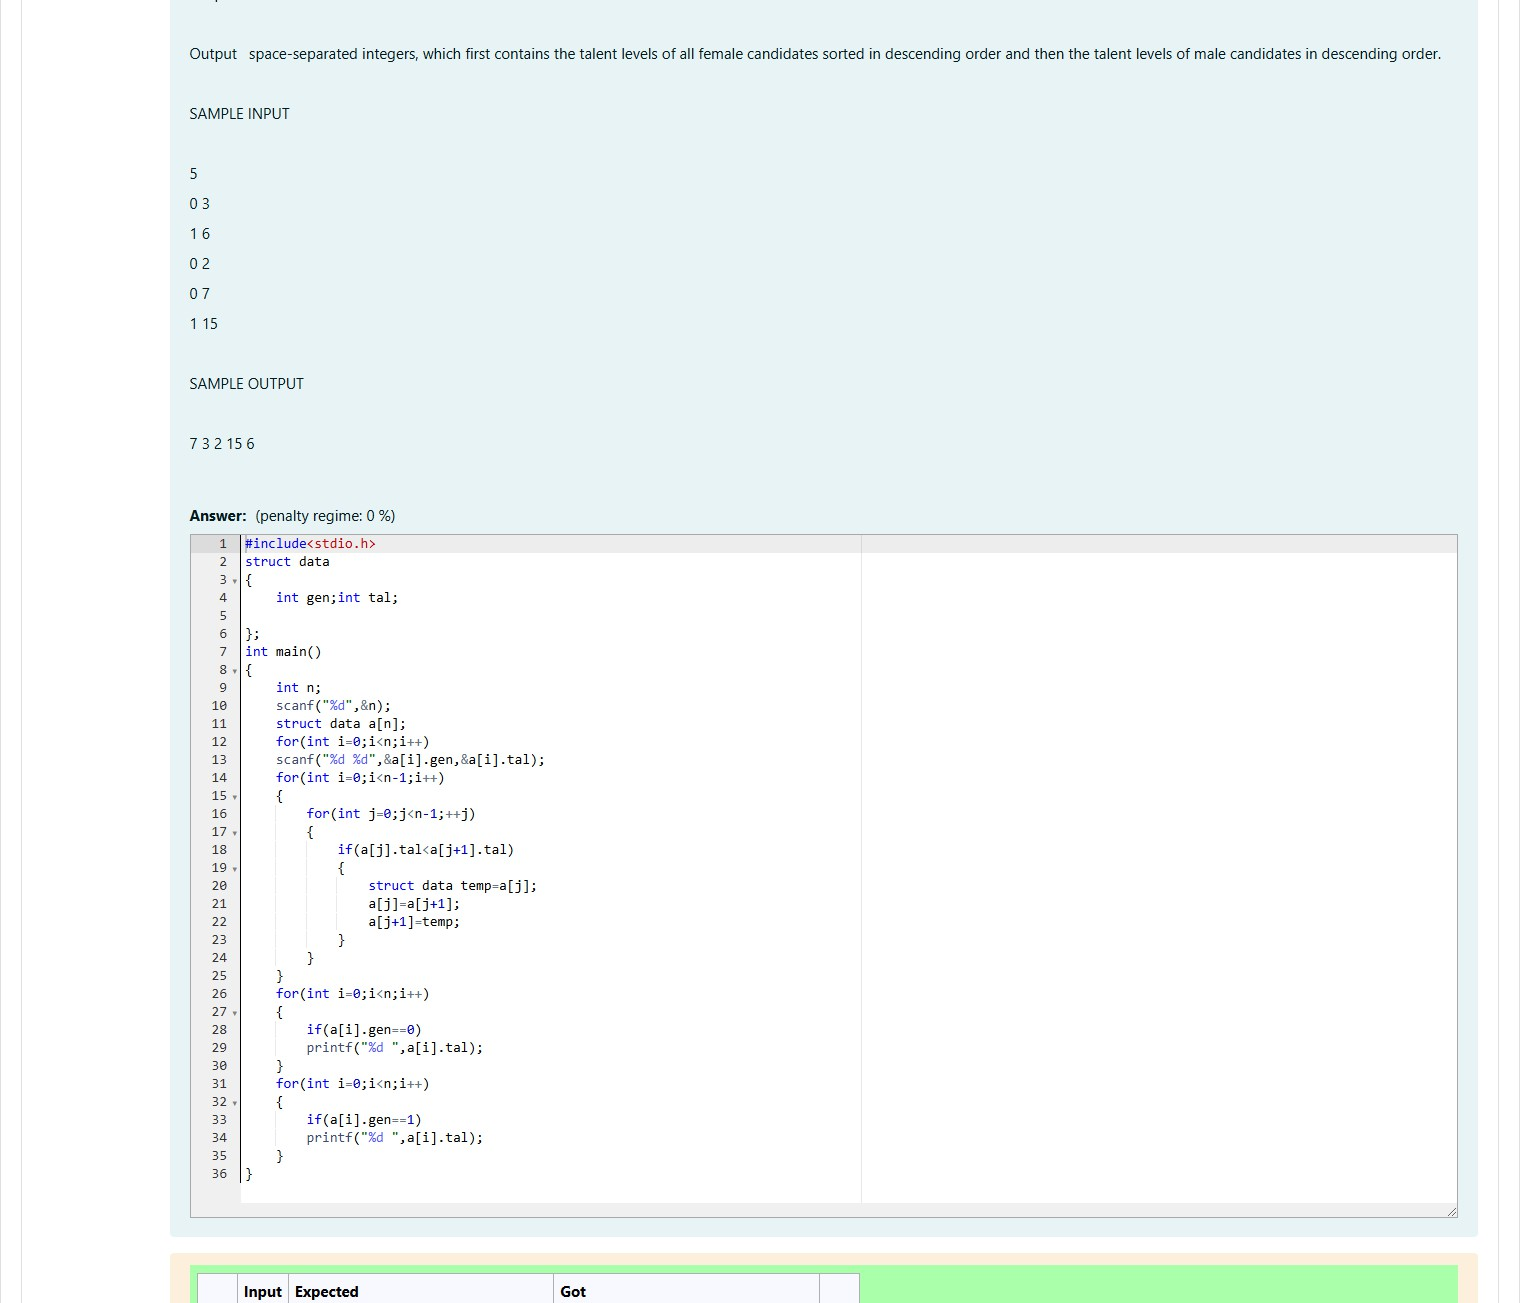 Output space-separated integers, which first contains the talent levels of all female candidates sorted in descending order and then the talent levels of male candidates in descending order.
SAMPLE INPUT
5
0 3
1 6
0 2
0 7
1 15
SAMPLE OUTPUT
7 3 2 15 6
Answer: (penalty regime: 0 %)
1 #include<stdio.h>
2 struct data
3 {
4     int gen;int tal;
5
6 };
7 int main()
8 {
9     int n;
10     scanf("%d",&n);
11     struct data a[n];
12     for(int i=0;i<n;i++)
13     scanf("%d %d",&a[i].gen,&a[i].tal);
14     for(int i=0;i<n-1;i++)
15     {
16         for(int j=0;j<n-1;++j)
17         {
18             if(a[j].tal<a[j+1].tal)
19             {
20                 struct data temp=a[j];
21                 a[j]=a[j+1];
22                 a[j+1]=temp;
23             }
24         }
25     }
26     for(int i=0;i<n;i++)
27     {
28         if(a[i].gen==0)
29         printf("%d ",a[i].tal);
30     }
31     for(int i=0;i<n;i++)
32     {
33         if(a[i].gen==1)
34         printf("%d ",a[i].tal);
35     }
36 }
Input Expected Got